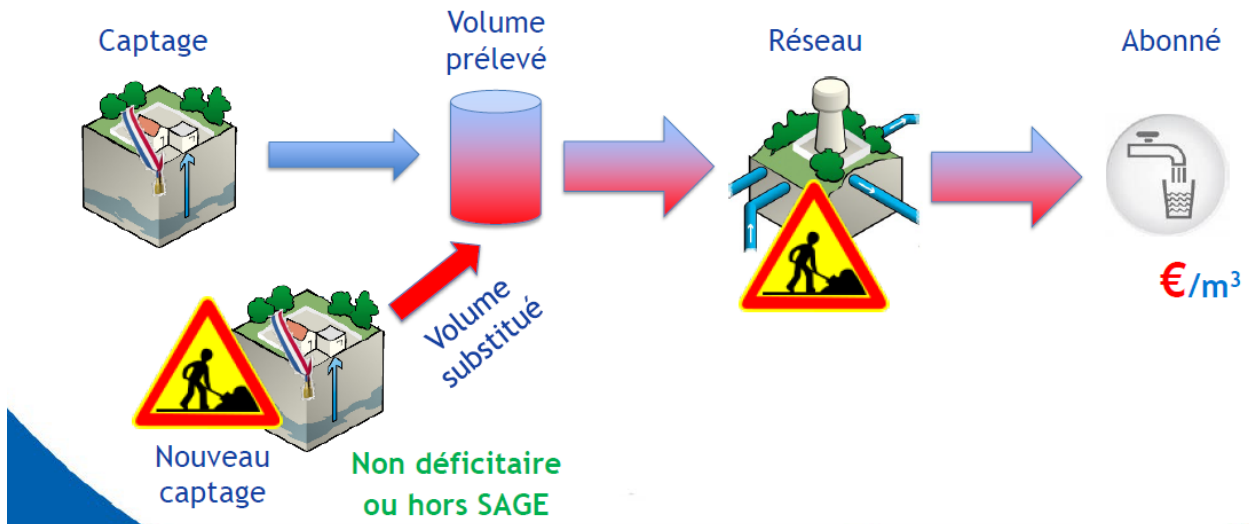 Captage
Volume
prélevé
Réseau
Abonné
€/m³
Volume
substitué
Nouveau
captage
Non déficitaire
ou hors SAGE